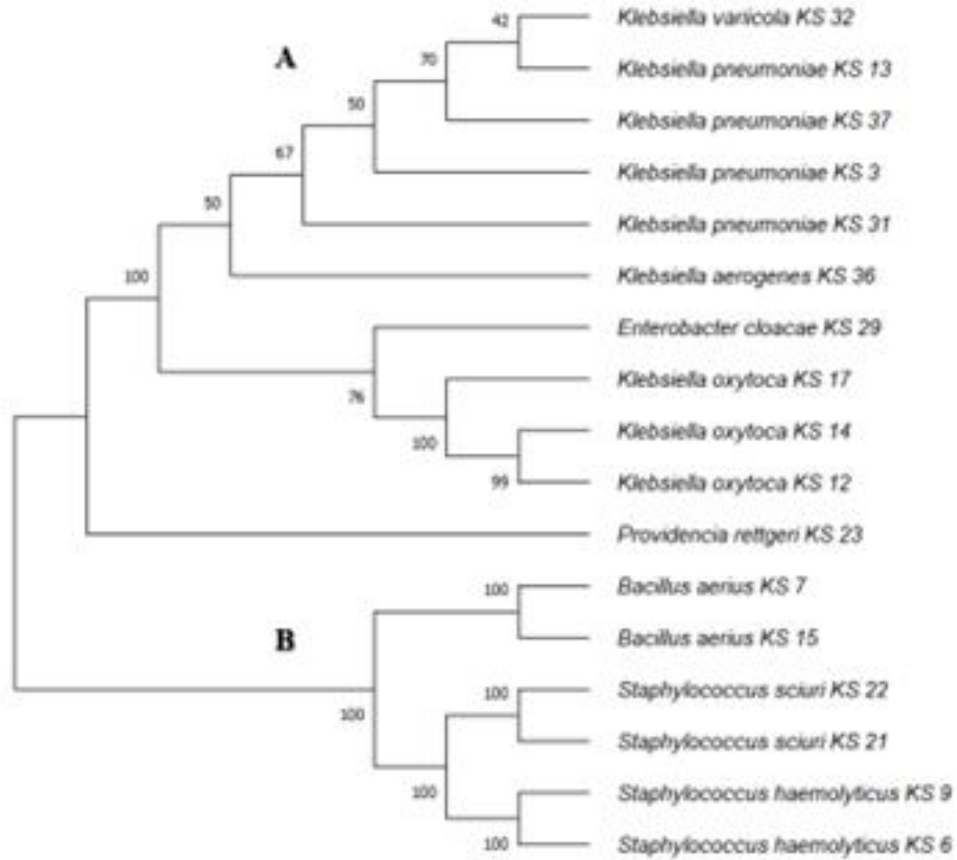 42
Klebsiella variicola KS 32
A
70
Klebsiella pneumoniae KS 13
50
Klebsiella pneumoniae KS 37
67
Klebsiella pneumoniae KS 3
50
Klebsiella pneumoniae KS 31
100
Klebsiella aerogenes KS 36
Enterobacter cloacae KS 29
Klebsiella oxytoca KS 17
76
Klebsiella oxytoca KS 14
100
Klebsiella oxytoca KS 12
99
Providencia rettgeri KS 23
100
Bacillus aerius KS 7
B
Bacillus aerius KS 15
100
Staphylococcus sciuri KS 22
100
Staphylococcus sciuri KS 21
100
Staphylococcus haemolyticus KS 9
100
Staphylococcus haemolyticus KS 6